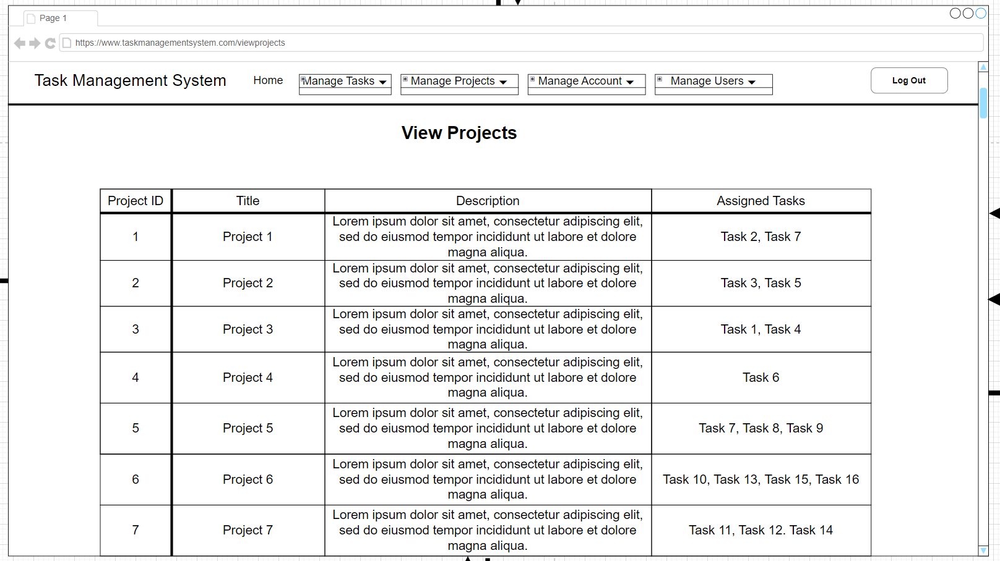 Page 1
https://www.taskmanagementsystem.com/viewprojects
Task Management System Home Manage Tasks Manage Projects Manage Account Manage Users Log Out
View Projects
Project ID Title Description Assigned Tasks
Lorem ipsum dolor sit amet, consectetur adipiscing elit,
1 Project 1 sed do eiusmod tempor incididunt ut labore et dolore Task 2, Task 7
magna aliqua.
Lorem ipsum dolor sit amet, consectetur adipiscing elit,
2 Project 2 sed do eiusmod tempor incididunt ut labore et dolore Task 3, Task 5
magna aliqua.
Lorem ipsum dolor sit amet, consectetur adipiscing elit,
3 Project 3 sed do eiusmod tempor incididunt ut labore et dolore Task 1, Task 4
magna aliqua.
Lorem ipsum dolor sit amet, consectetur adipiscing elit,
4 Project 4 sed do eiusmod tempor incididunt ut labore et dolore Task 6
magna aliqua.
Lorem ipsum dolor sit amet, consectetur adipiscing elit,
5 Project 5 sed do eiusmod tempor incididunt ut labore et dolore Task 7, Task 8, Task 9
magna aliqua.
Lorem ipsum dolor sit amet, consectetur adipiscing elit,
6 Project 6 sed do eiusmod tempor incididunt ut labore et dolore Task 10, Task 13, Task 15, Task 16
magna aliqua.
Lorem ipsum dolor sit amet, consectetur adipiscing elit,
7 Project 7 sed do eiusmod tempor incididunt ut labore et dolore Task 11, Task 12. Task 14
magna aliqua.